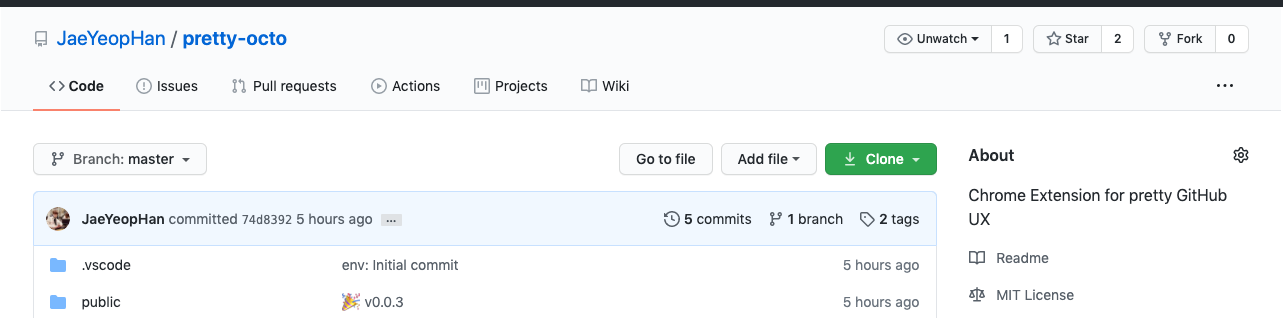 JaeYeopHan / pretty-octo
Unwatch 1 Star 2 Fork 0
Code Issues Pull requests Actions Projects Wiki ...
Branch: master Go to file Add file Clone
About
Chrome Extension for pretty GitHub
UX
JaeYeopHan committed 74d8392 5 hours ago ... 5 commits 1 branch 2 tags
.vscode env: Initial commit 5 hours ago
Readme
public v0.0.3 5 hours ago
MIT License